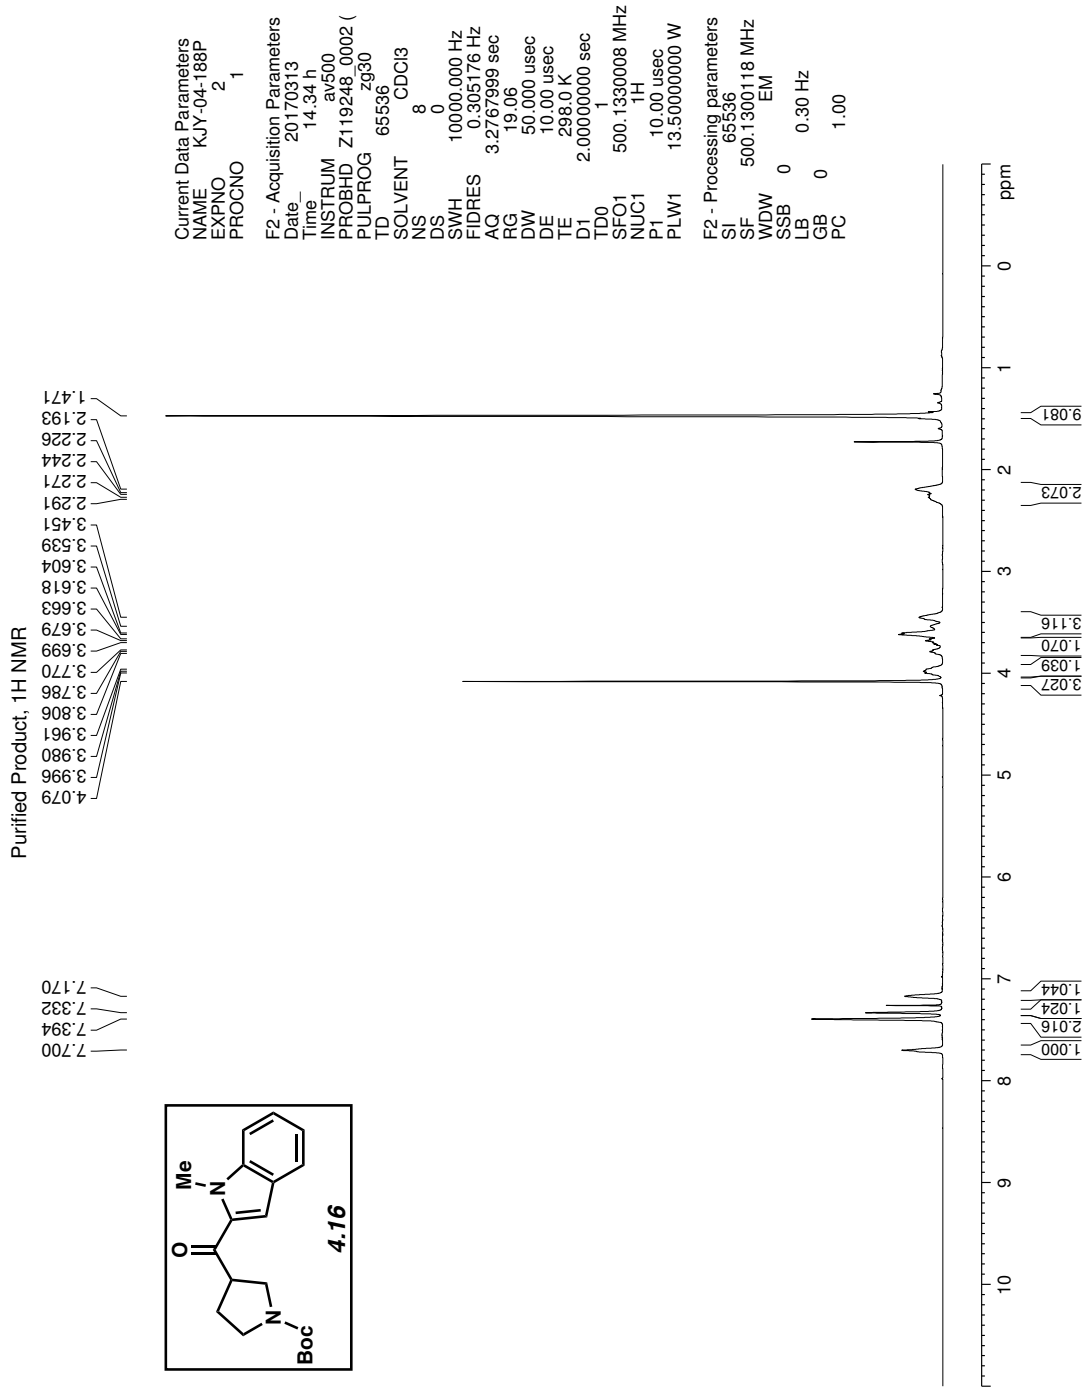 Purified Product, 1H NMR
7.700
7.394
7.332
7.170
4.079
3.996
3.980
3.961
3.806
3.786
3.770
3.699
3.679
3.663
3.618
3.604
3.539
3.451
2.291
2.271
2.244
2.226
2.193
1.471
Current Data Parameters
NAME KJY-04-188P
EXPNO 2
PROCNO 1
F2 - Acquisition Parameters
Date_ 20170313
Time 14.34 h
INSTRUM av500
PROBHD Z119248_0002 (
PULPROG zg30
TD 65536
SOLVENT CDCl3
NS 8
DS 0
SWH 10000.000 Hz
FIDRES 0.305176 Hz
AQ 3.2767999 sec
RG 19.06
DW 50.000 usec
DE 10.00 usec
TE 298.0 K
D1 2.00000000 sec
TD0 1
SFO1 500.1330008 MHz
NUC1 1H
P1 10.00 usec
PLW1 13.50000000 W
F2 - Processing parameters
SI 65536
SF 500.1300118 MHz
WDW EM
SSB 0
LB 0.30 Hz
GB 0
PC 1.00
O
Me
N
N
Boc
4.16
10 9 8 7 6 5 4 3 2 1 0 ppm
1.000
2.016
1.024
1.044
3.027
1.039
1.070
3.116
2.073
9.081